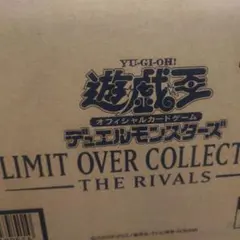 YU-GI-OH!
遊戯王
オフィシャルカードゲーム
デュエルモンスターズ
LIMIT OVER COLLECT
THE RIVALS